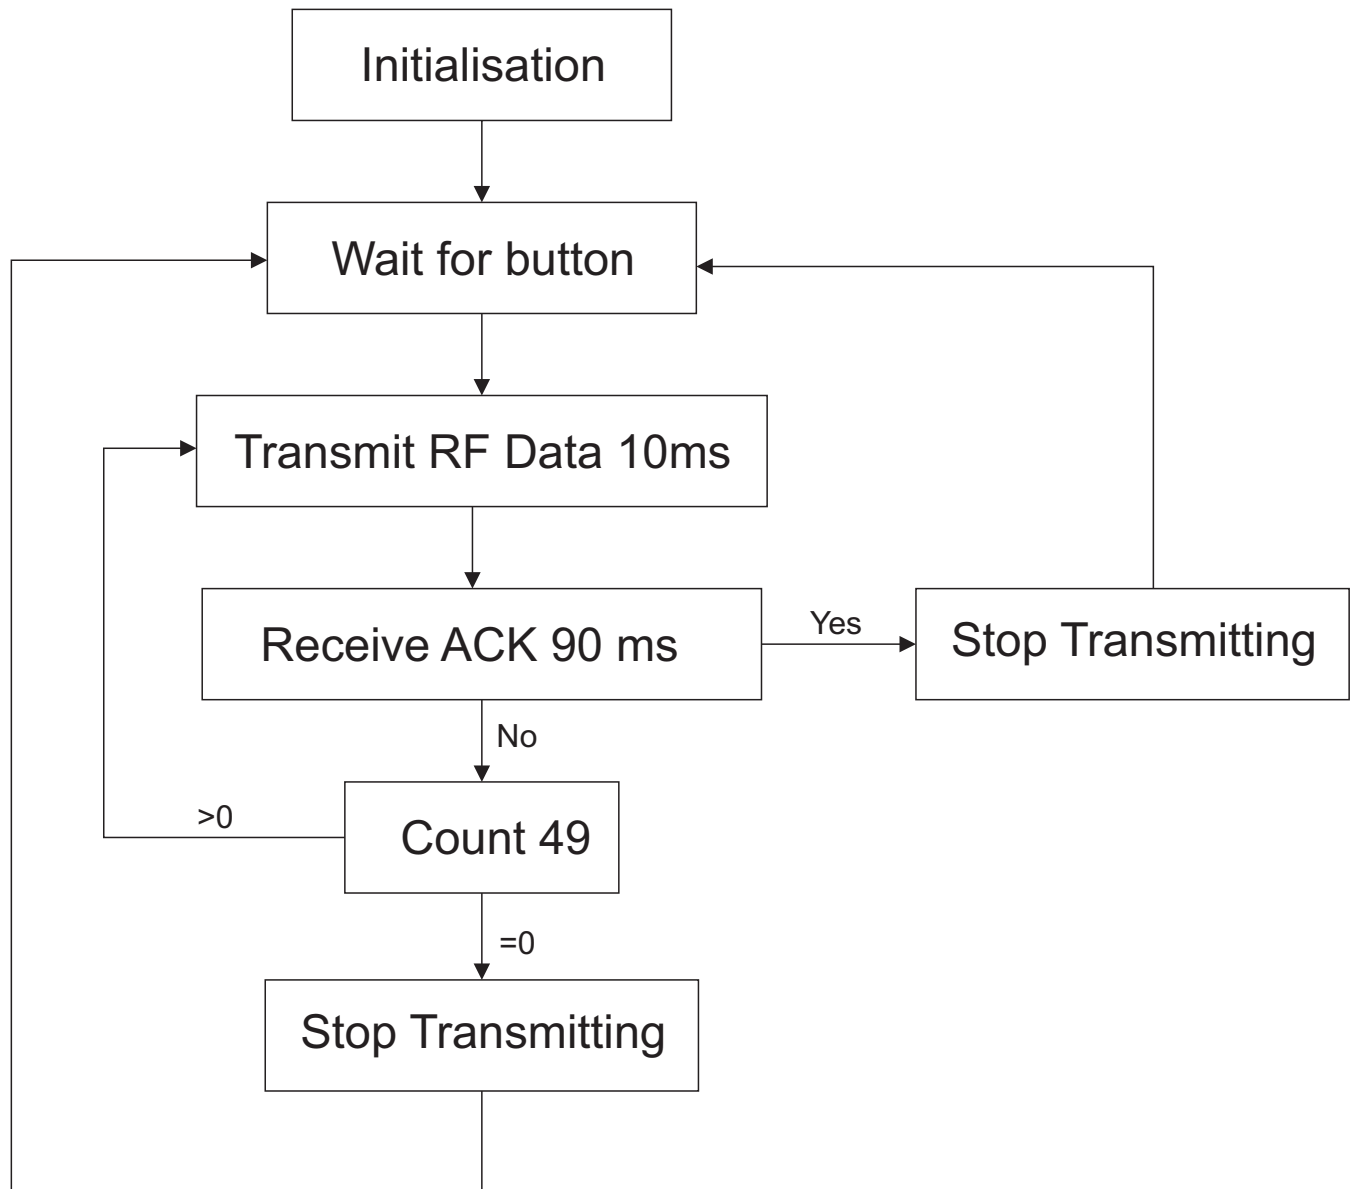 Initialisation
Wait for button
Transmit RF Data 10ms
Receive ACK 90 ms
Yes
Stop Transmitting
No
>0
Count 49
=0
Stop Transmitting